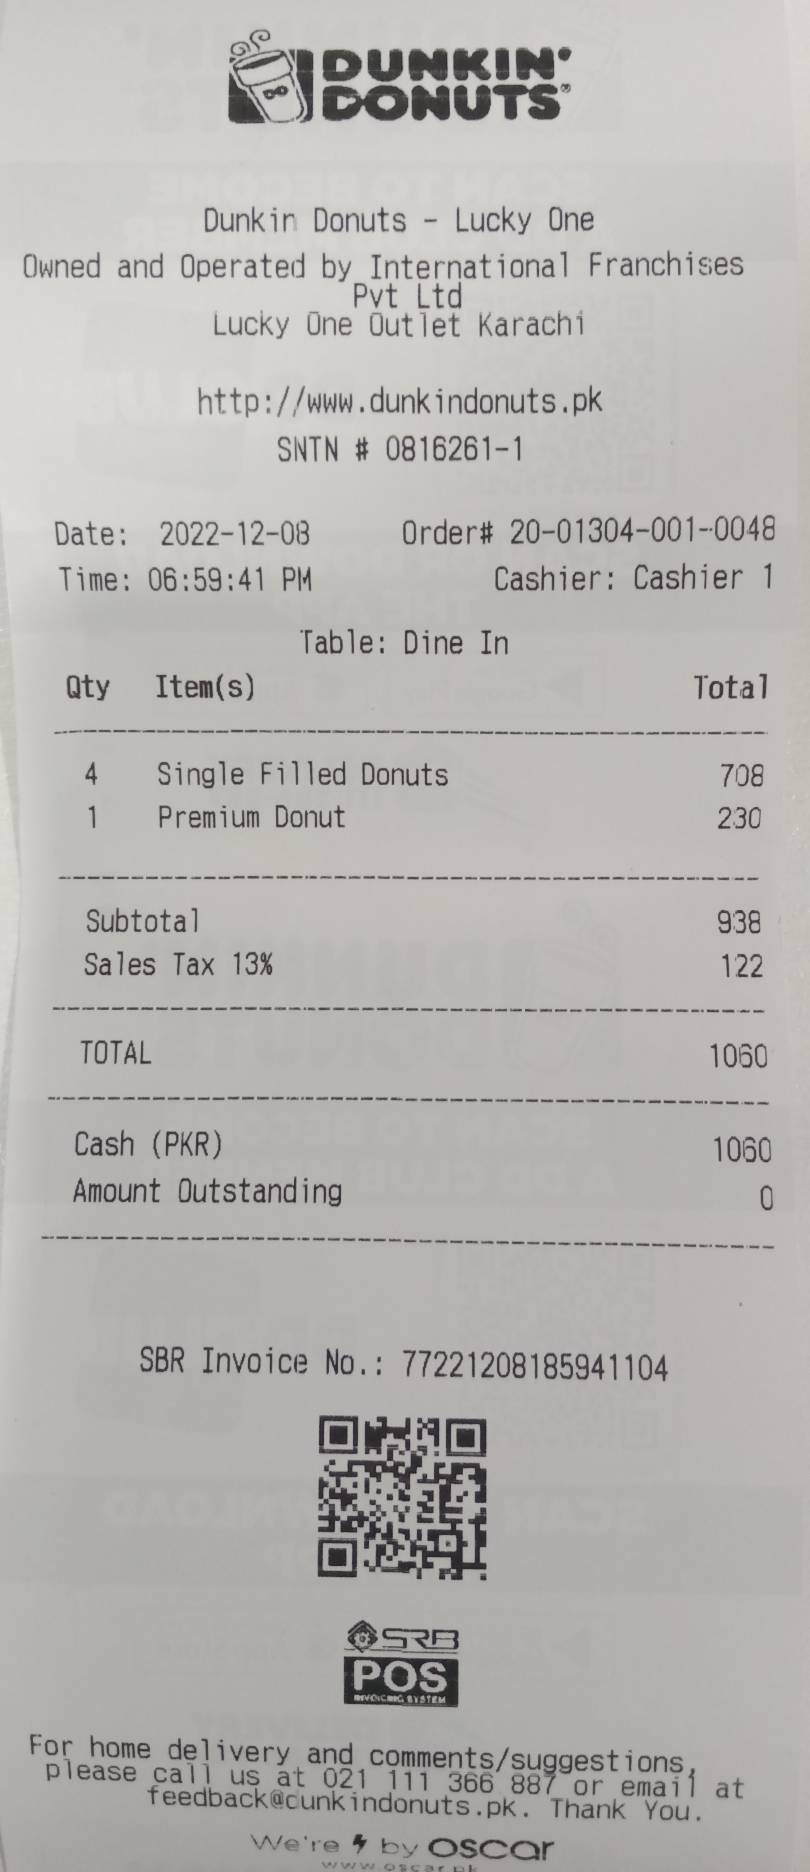 DUNKIN'
DONUTS®
Dunkin Donuts - Lucky One
Owned and Operated by International Franchises
Pvt Ltd
Lucky One Outlet Karachi
http://www.dunkindonuts.pk
SNTN # 0816261-1
Date: 2022-12-08 Order# 20-01304-001-0048
Time: 06:59:41 PM Cashier: Cashier 1
Table: Dine In
Qty Item(s) Total
4 Single Filled Donuts 708
1 Premium Donut 230
Subtotal 938
Sales Tax 13% 122
TOTAL 1060
Cash (PKR) 1060
Amount Outstanding 0
SBR Invoice No.: 77221208185941104
SRB
POS
INVOICING SYSTEM
For home delivery and comments/suggestions,
please call us at 021 111 366 887 or email at
feedback@dunkindonuts.pk. Thank You.
We're by OSCAR
www.oscar.pk